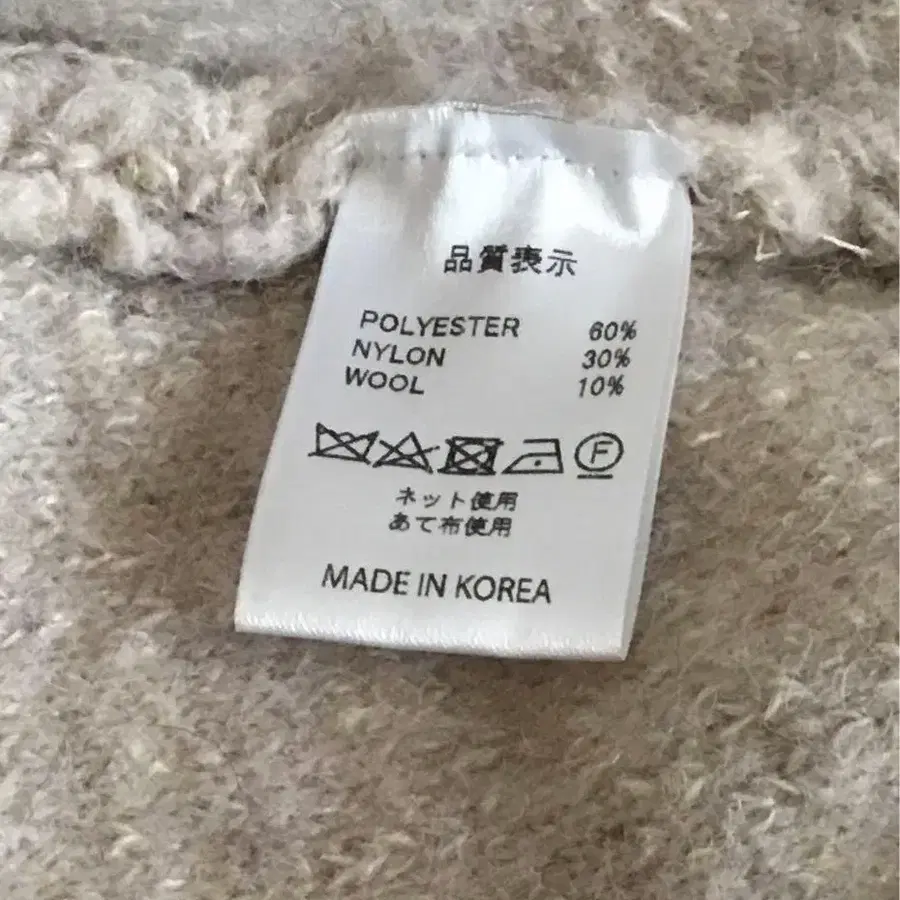 品質表示
POLYESTER 60%
NYLON 30%
WOOL 10%
F
ネット使用
あて布使用
MADE IN KOREA